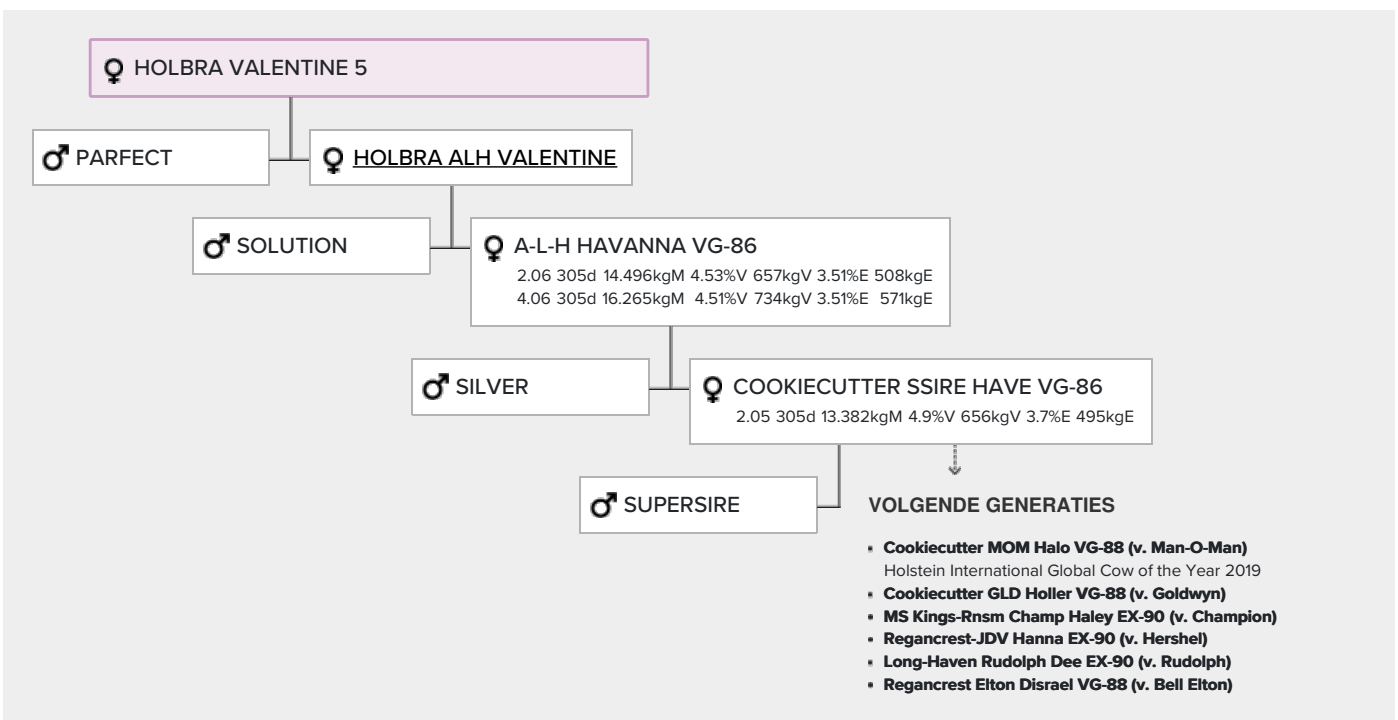 HOLBRA VALENTINE 5
PARFECT
HOLBRA ALH VALENTINE
SOLUTION
A-L-H HAVANNA VG-86
2.06 305d 14.496kgM 4.53%V 657kgV 3.51%E 508kgE
4.06 305d 16.265kgM 4.51%V 734kgV 3.51%E 571kgE
SILVER
COOKIECUTTER SSIRE HAVE VG-86
2.05 305d 13.382kgM 4.9%V 656kgV 3.7%E 495kgE
SUPERSIRE
VOLGENDE GENERATIES
Cookiecutter MOM Halo VG-88 (v. Man-O-Man)
Holstein International Global Cow of the Year 2019
Cookiecutter GLD Holler VG-88 (v. Goldwyn)
MS Kings-Rnsm Champ Haley EX-90 (v. Champion)
Regancrest-JDV Hanna EX-90 (v. Hershel)
Long-Haven Rudolph Dee EX-90 (v. Rudolph)
Regancrest Elton Disrael VG-88 (v. Bell Elton)